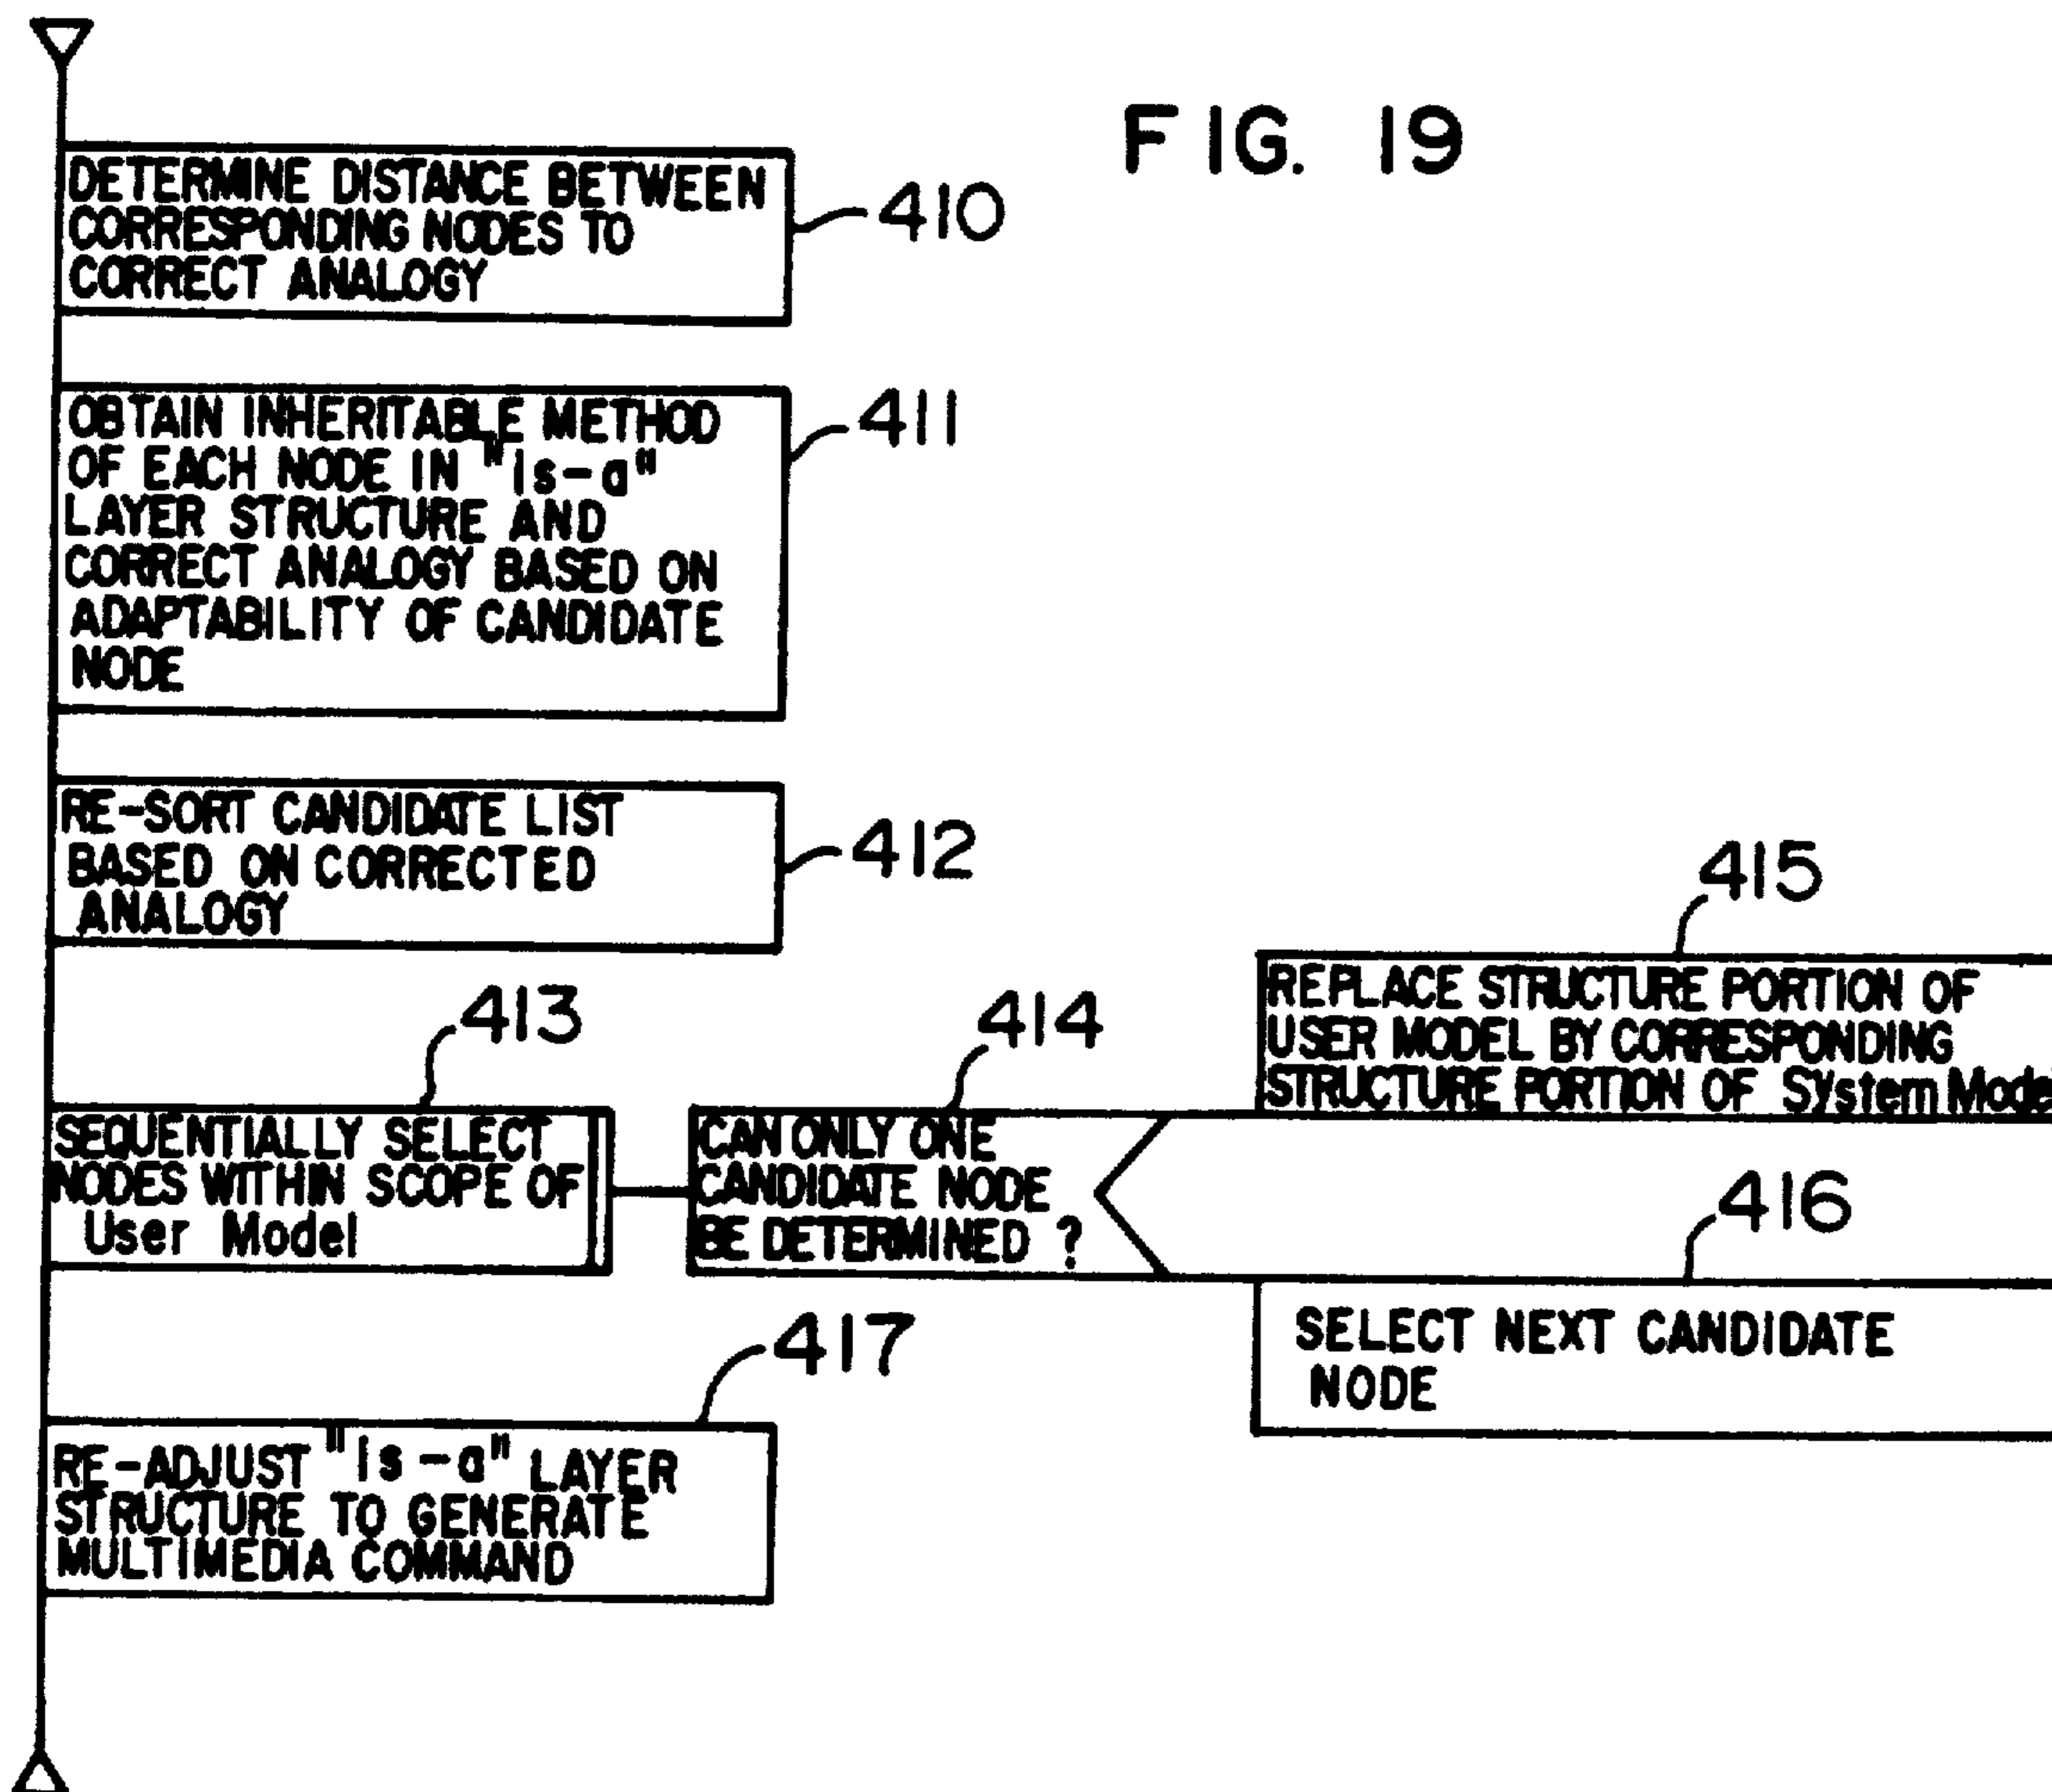 FIG. 19
DETERMINE DISTANCE BETWEEN
CORRESPONDING NODES TO
CORRECT ANALOGY
410
OBTAIN INHERITABLE METHOD
OF EACH NODE IN "is-a"
LAYER STRUCTURE AND
CORRECT ANALOGY BASED ON
ADAPTABILITY OF CANDIDATE
NODE
411
RE-SORT CANDIDATE LIST
BASED ON CORRECTED
ANALOGY
412
413
SEQUENTIALLY SELECT
NODES WITHIN SCOPE OF
User Model
414
CAN ONLY ONE
CANDIDATE NODE
BE DETERMINED ?
415
REPLACE STRUCTURE PORTION OF
USER MODEL BY CORRESPONDING
STRUCTURE PORTION OF System Model
416
SELECT NEXT CANDIDATE
NODE
417
RE-ADJUST "is-a" LAYER
STRUCTURE TO GENERATE
MULTIMEDIA COMMAND